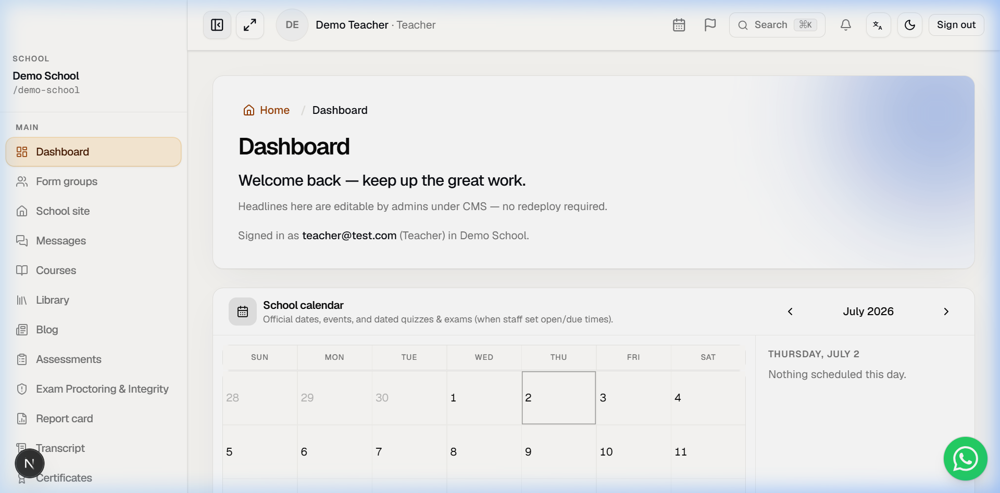 DE
Demo Teacher · Teacher
Search ⌘K
Sign out
SCHOOL
Demo School
/demo-school
MAIN
Dashboard
Form groups
School site
Messages
Courses
Library
Blog
Assessments
Exam Proctoring & Integrity
Report card
Transcript
Certificates
N
Home / Dashboard
Dashboard
Welcome back — keep up the great work.
Headlines here are editable by admins under CMS — no redeploy required.
Signed in as teacher@test.com (Teacher) in Demo School.
School calendar
Official dates, events, and dated quizzes & exams (when staff set open/due times).
July 2026
SUN MON TUE WED THU FRI SAT
28 29 30 1 2 3 4
5 6 7 8 9 10 11
THURSDAY, JULY 2
Nothing scheduled this day.